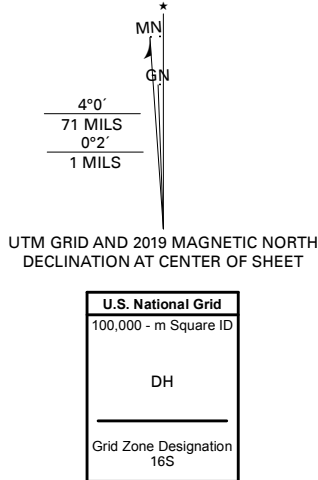 ★
MN
GN
4°0´
71 MILS
0°2´
1 MILS
UTM GRID AND 2019 MAGNETIC NORTH
DECLINATION AT CENTER OF SHEET
U.S. National Grid
100,000 - m Square ID
DH
Grid Zone Designation
16S